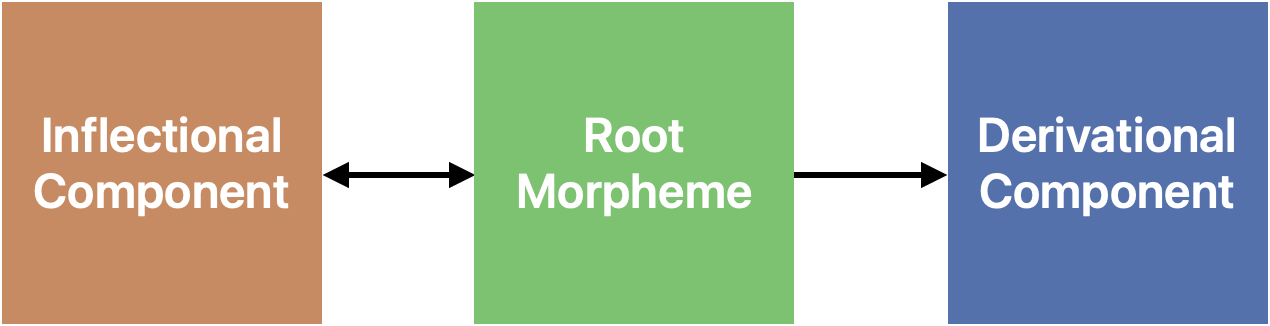 Inflectional
Component
Root
Morpheme
Derivational
Component